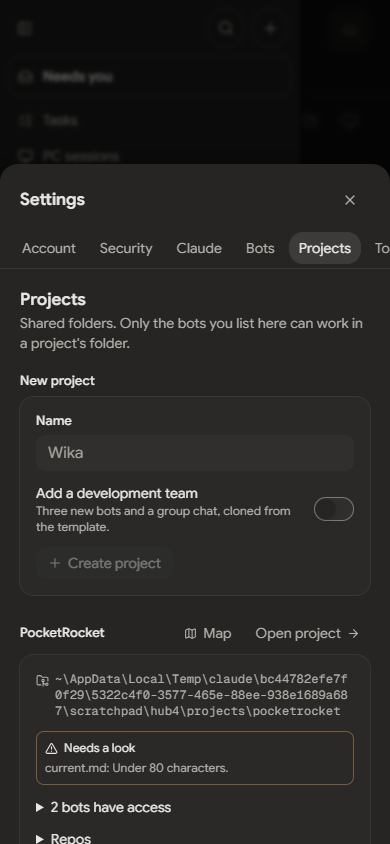 Needs you
Tasks
PC sessions
Settings
Account Security Claude Bots Projects To
Projects
Shared folders. Only the bots you list here can work in
a project's folder.
New project
Name
Wika
Add a development team
Three new bots and a group chat, cloned from
the template.
+ Create project
PocketRocket Map Open project →
~\AppData\Local\Temp\claude\bc44782efe7f
0f29\5322c4f0-3577-465e-88ee-938e1689a68
7\scratchpad\hub4\projects\pocketrocket
Needs a look
current.md: Under 80 characters.
2 bots have access
Repos